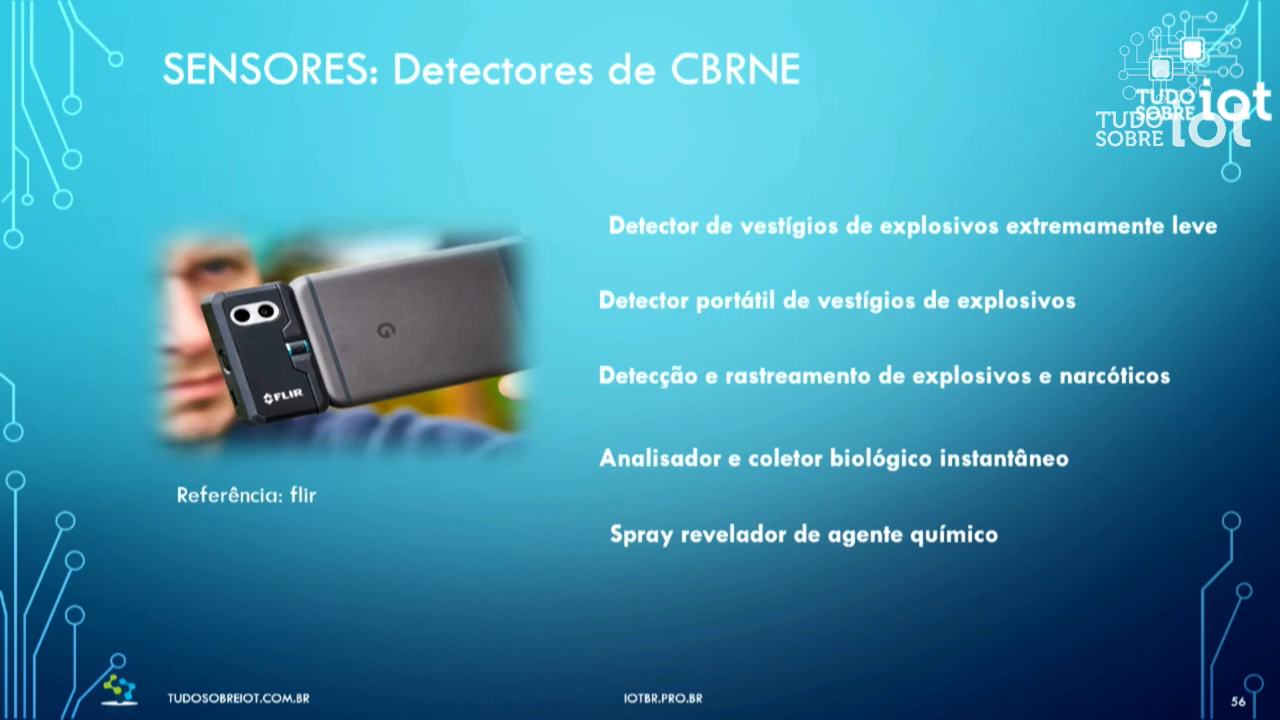 SENSORES: Detectores de CBRNE
TUDO
SOBRE
iot
TUDO
SOBRE
iot
Detector de vestígios de explosivos extremamente leve
Detector portátil de vestígios de explosivos
Detecção e rastreamento de explosivos e narcóticos
Analisador e coletor biológico instantâneo
Spray revelador de agente químico
G
FLIR
Referência: flir
TUDOSOBREIOT.COM.BR
IOTBR.PRO.BR
56